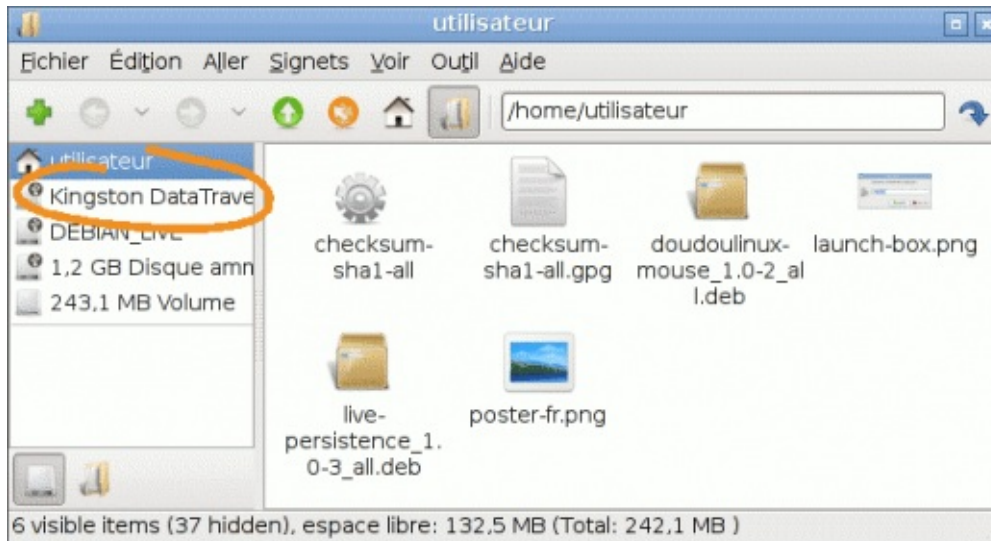 utilisateur
Fichier Édition Aller Signets Voir Outil Aide
/home/utilisateur
utilisateur
Kingston DataTrave
DEBIAN_LIVE
1,2 GB Disque amn
243,1 MB Volume
checksum-
sha1-all
checksum-
sha1-all.gpg
doudoulinux-
mouse_1.0-2_al
l.deb
launch-box.png
live-
persistence_1.
0-3_all.deb
poster-fr.png
6 visible items (37 hidden), espace libre: 132,5 MB (Total: 242,1 MB )